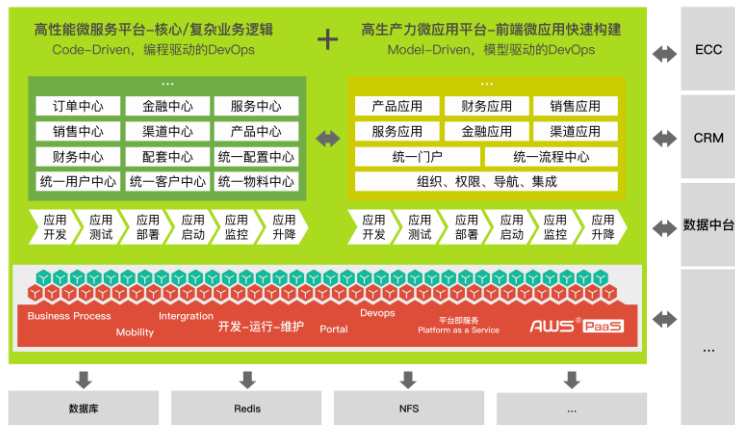 高性能微服务平台-核心/复杂业务逻辑
Code-Driven，编程驱动的DevOps
+
高生产力微应用平台-前端微应用快速构建
Model-Driven，模型驱动的DevOps
...
订单中心 金融中心 服务中心
销售中心 渠道中心 产品中心
财务中心 配套中心 统一配置中心
统一用户中心 统一客户中心 统一物料中心
...
产品应用 财务应用 销售应用
服务应用 金融应用 渠道应用
统一门户 统一流程中心
组织、权限、导航、集成
应用开发 应用测试 应用部署 应用启动 应用监控 应用升降
应用开发 应用测试 应用部署 应用启动 应用监控 应用升降
Business Process
Mobility
Intergration
开发-运行-维护
Portal
Devops
平台即服务
Platform as a Service
AWS® PaaS
ECC
CRM
数据中台
...
数据库
Redis
NFS
...